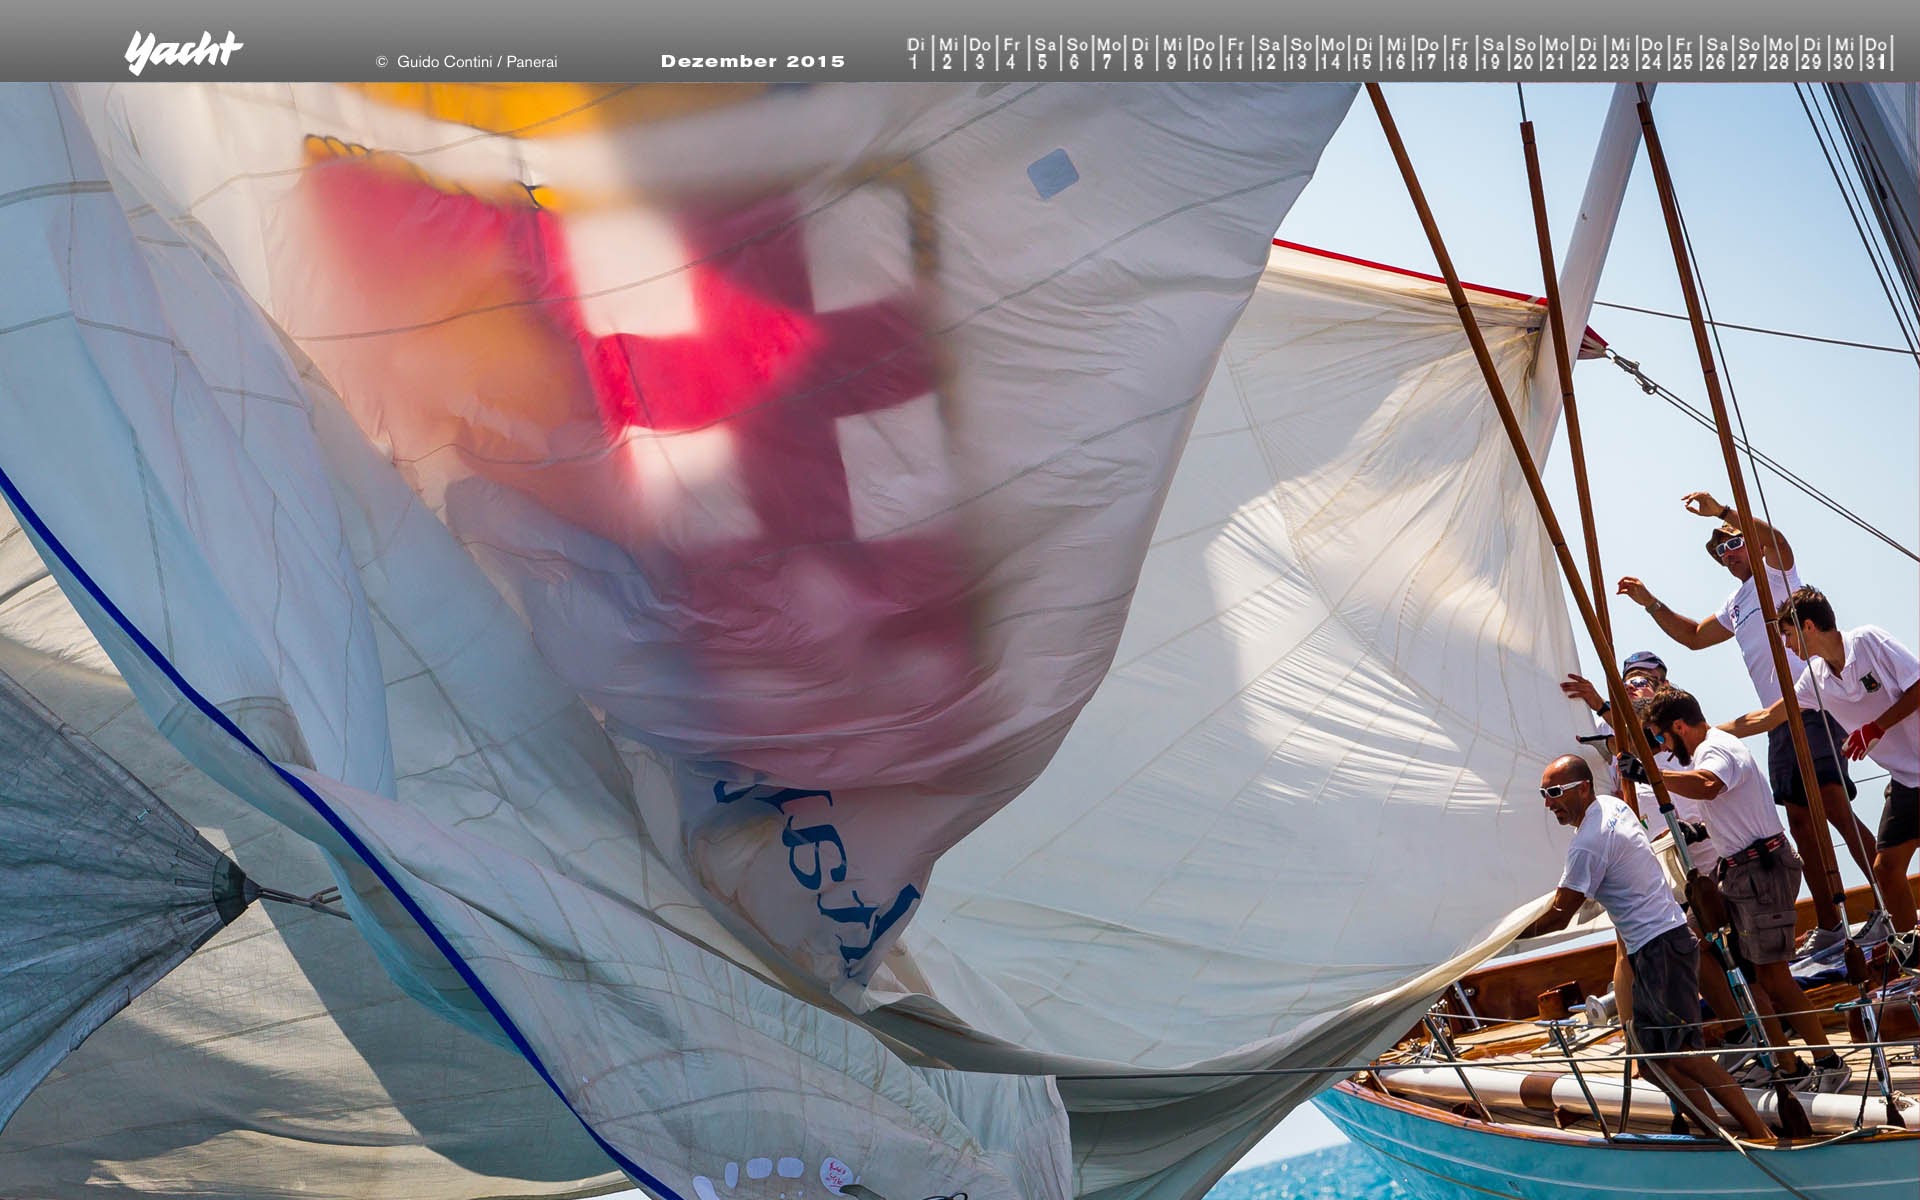 Yacht
© Guido Contini / Panerai
Dezember 2015
Di Mi Do Fr Sa So Mo Di Mi Do Fr Sa So Mo Di Mi Do Fr Sa So Mo Di Mi Do Fr Sa So Mo Di Mi Do
1 2 3 4 5 6 7 8 9 10 11 12 13 14 15 16 17 18 19 20 21 22 23 24 25 26 27 28 29 30 31